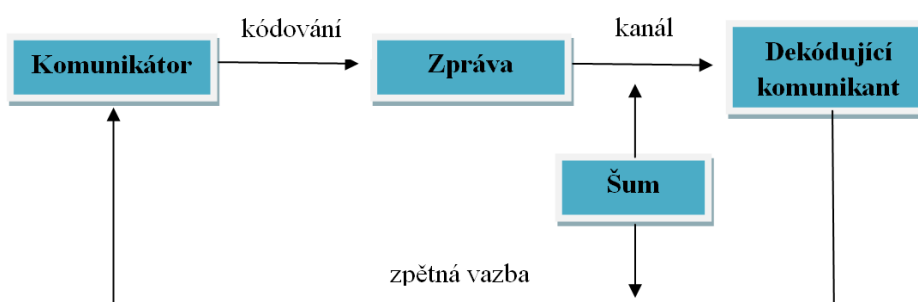 kódování
kanál
Komunikátor
Zpráva
Dekódující
komunikant
Šum
zpětná vazba